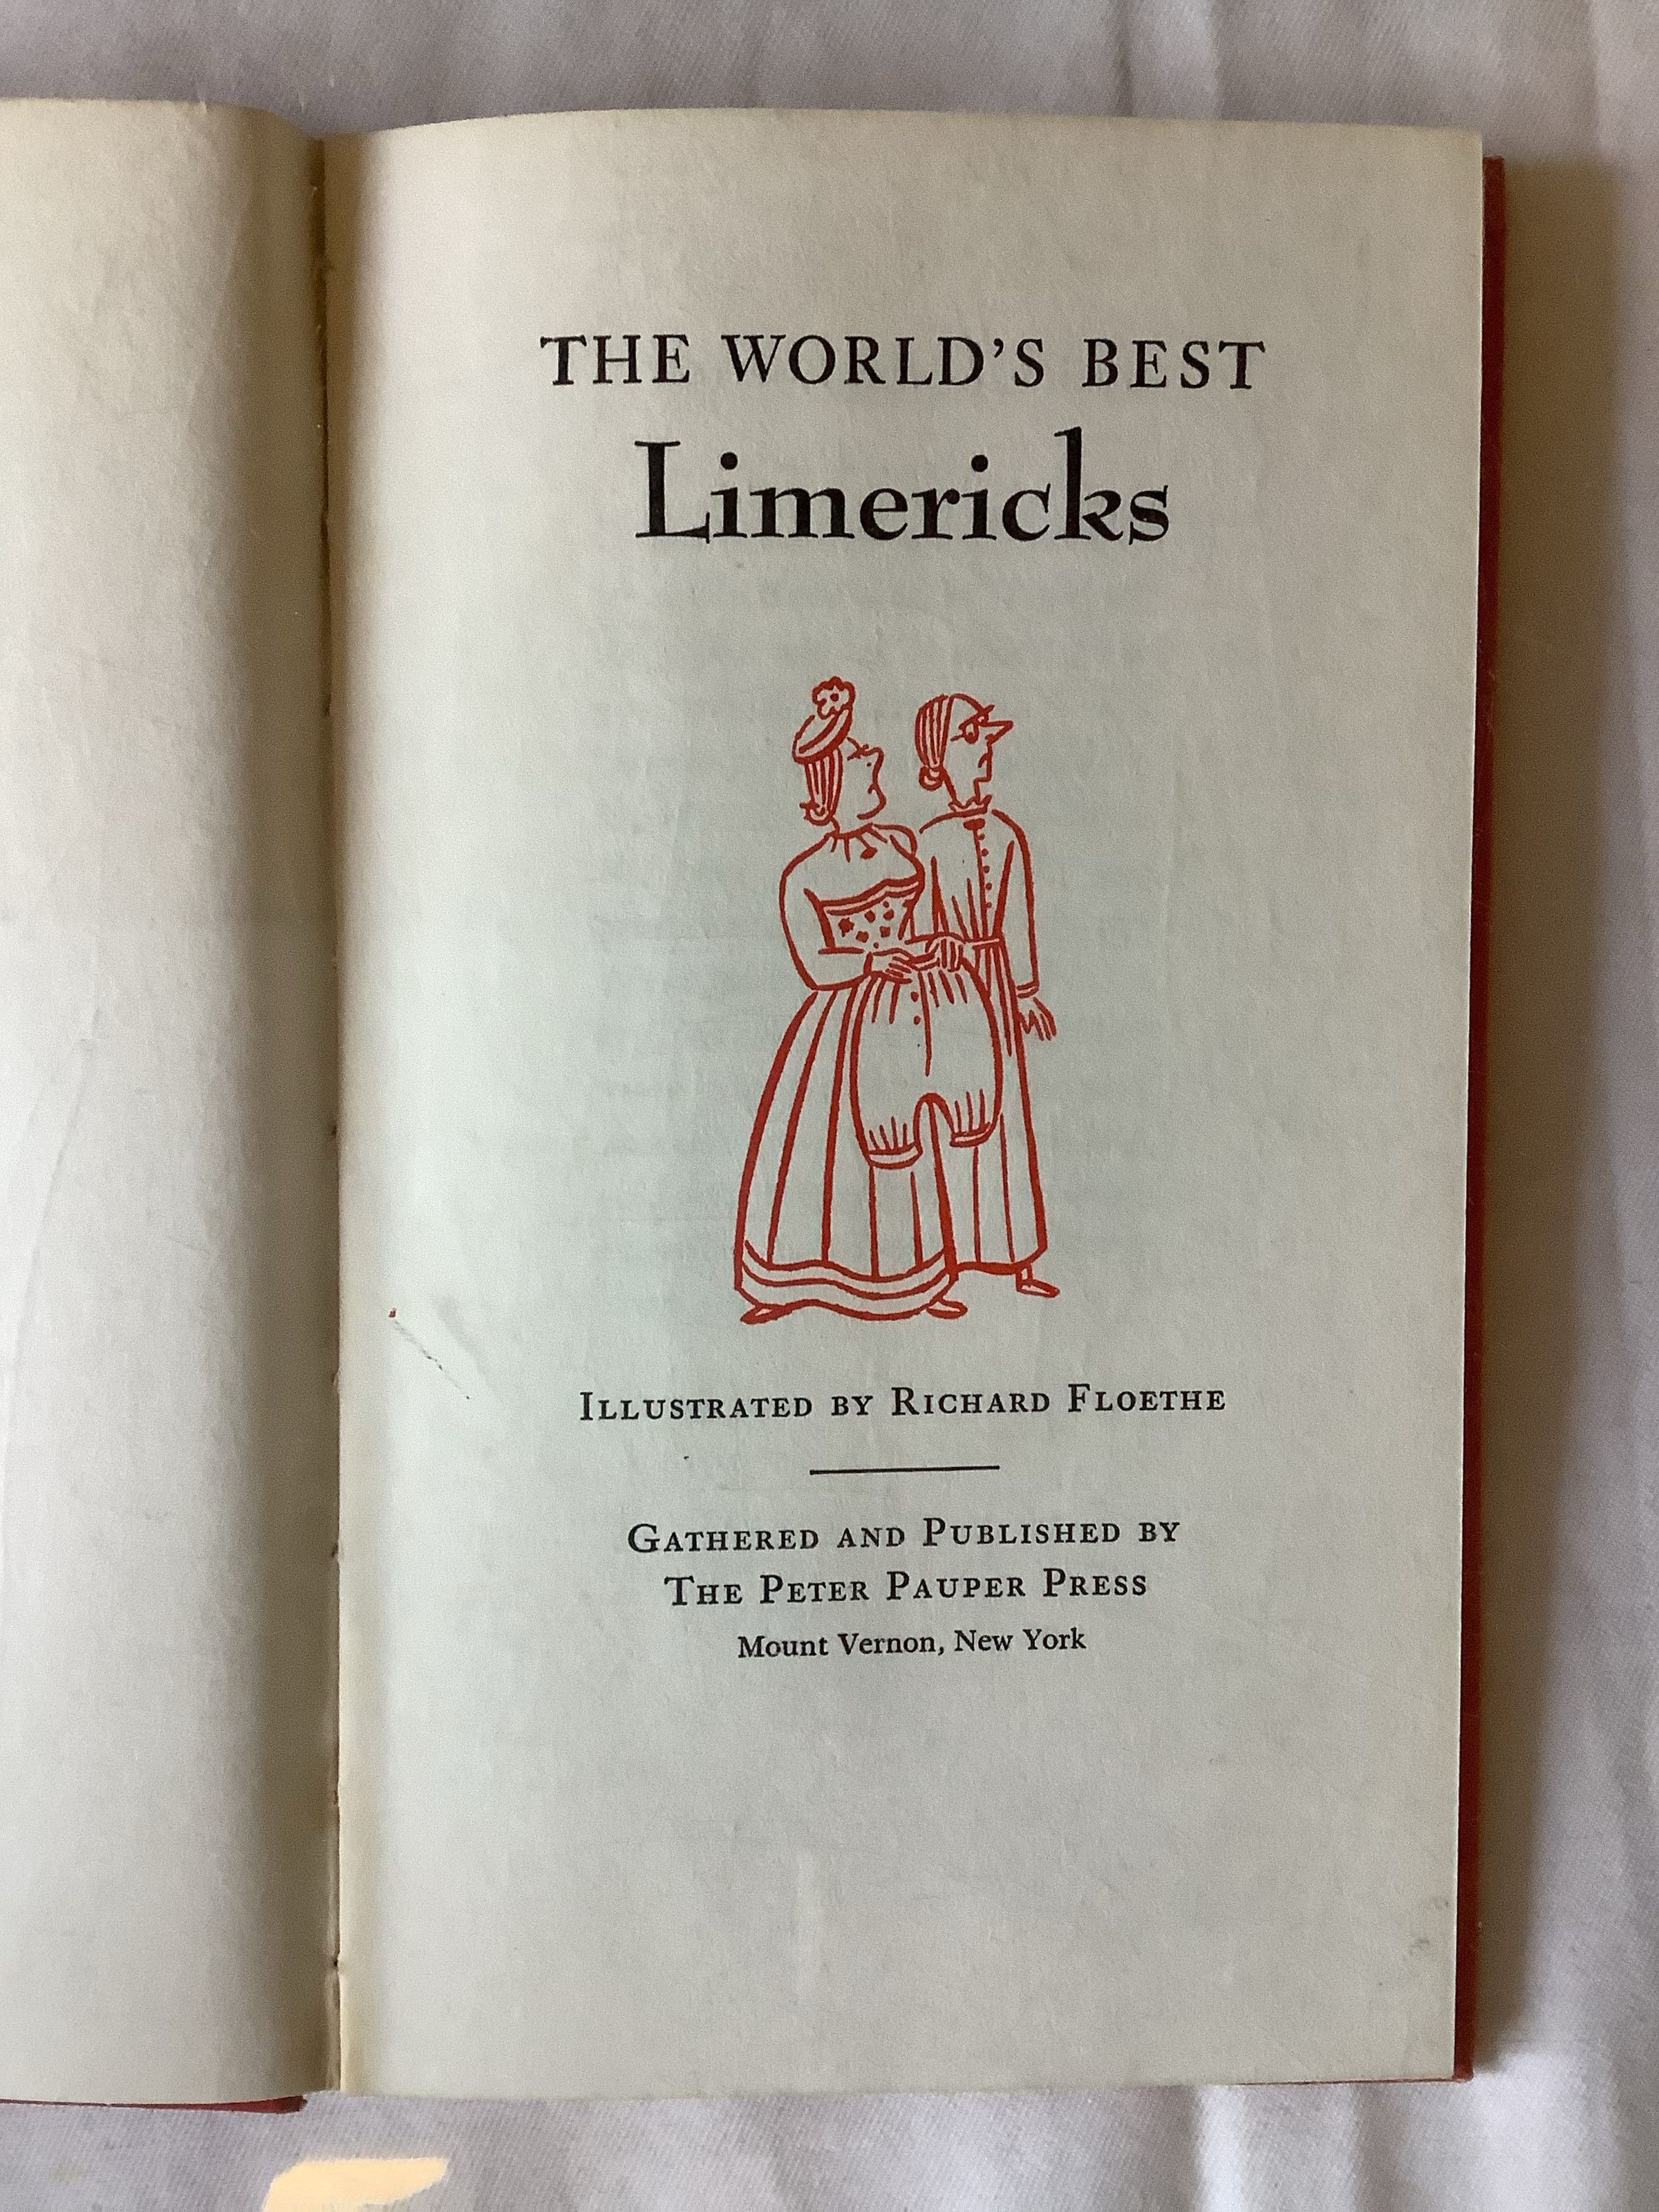 THE WORLD’S BEST
Limericks
ILLUSTRATED BY RICHARD FLOETHE
GATHERED AND PUBLISHED BY
THE PETER PAUPER PRESS
Mount Vernon, New York